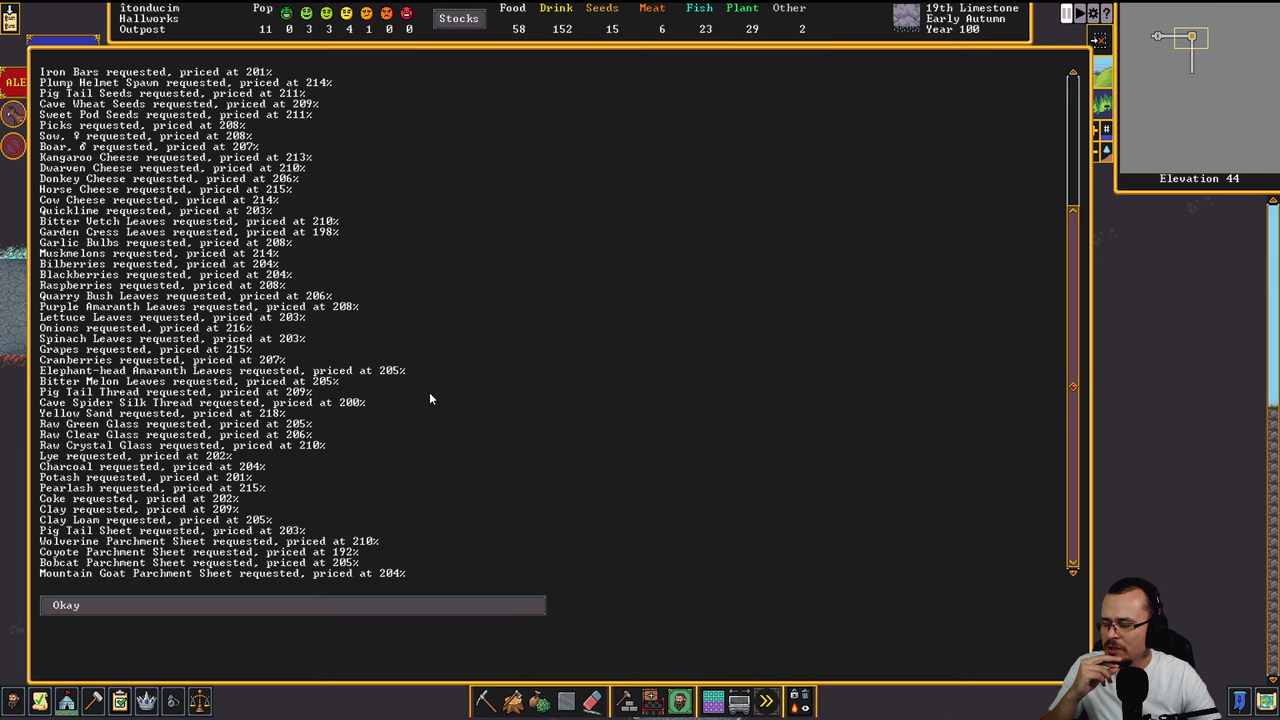 îtonducim
Hallworks
Outpost
Pop
11 0 3 3 4 1 0 0
Stocks
Food Drink Seeds Meat Fish Plant Other
58 152 15 6 23 29 2
19th Limestone
Early Autumn
Year 100
ALE
Elevation 44
Iron Bars requested, priced at 201%
Plump Helmet Spawn requested, priced at 214%
Pig Tail Seeds requested, priced at 211%
Cave Wheat Seeds requested, priced at 209%
Sweet Pod Seeds requested, priced at 211%
Picks requested, priced at 208%
Sow, ♀ requested, priced at 208%
Boar, ♂ requested, priced at 207%
Kangaroo Cheese requested, priced at 213%
Dwarven Cheese requested, priced at 210%
Donkey Cheese requested, priced at 206%
Horse Cheese requested, priced at 215%
Cow Cheese requested, priced at 214%
Quicklime requested, priced at 203%
Bitter Vetch Leaves requested, priced at 210%
Garden Cress Leaves requested, priced at 198%
Garlic Bulbs requested, priced at 208%
Muskmelons requested, priced at 214%
Bilberries requested, priced at 204%
Blackberries requested, priced at 204%
Raspberries requested, priced at 208%
Quarry Bush Leaves requested, priced at 206%
Purple Amaranth Leaves requested, priced at 208%
Lettuce Leaves requested, priced at 203%
Onions requested, priced at 216%
Spinach Leaves requested, priced at 203%
Grapes requested, priced at 215%
Cranberries requested, priced at 207%
Elephant-head Amaranth Leaves requested, priced at 205%
Bitter Melon Leaves requested, priced at 205%
Pig Tail Thread requested, priced at 209%
Cave Spider Silk Thread requested, priced at 200%
Yellow Sand requested, priced at 218%
Raw Green Glass requested, priced at 205%
Raw Clear Glass requested, priced at 206%
Raw Crystal Glass requested, priced at 210%
Lye requested, priced at 202%
Charcoal requested, priced at 204%
Potash requested, priced at 201%
Pearlash requested, priced at 215%
Coke requested, priced at 202%
Clay requested, priced at 209%
Clay Loam requested, priced at 205%
Pig Tail Sheet requested, priced at 203%
Wolverine Parchment Sheet requested, priced at 210%
Coyote Parchment Sheet requested, priced at 192%
Bobcat Parchment Sheet requested, priced at 205%
Mountain Goat Parchment Sheet requested, priced at 204%
Okay